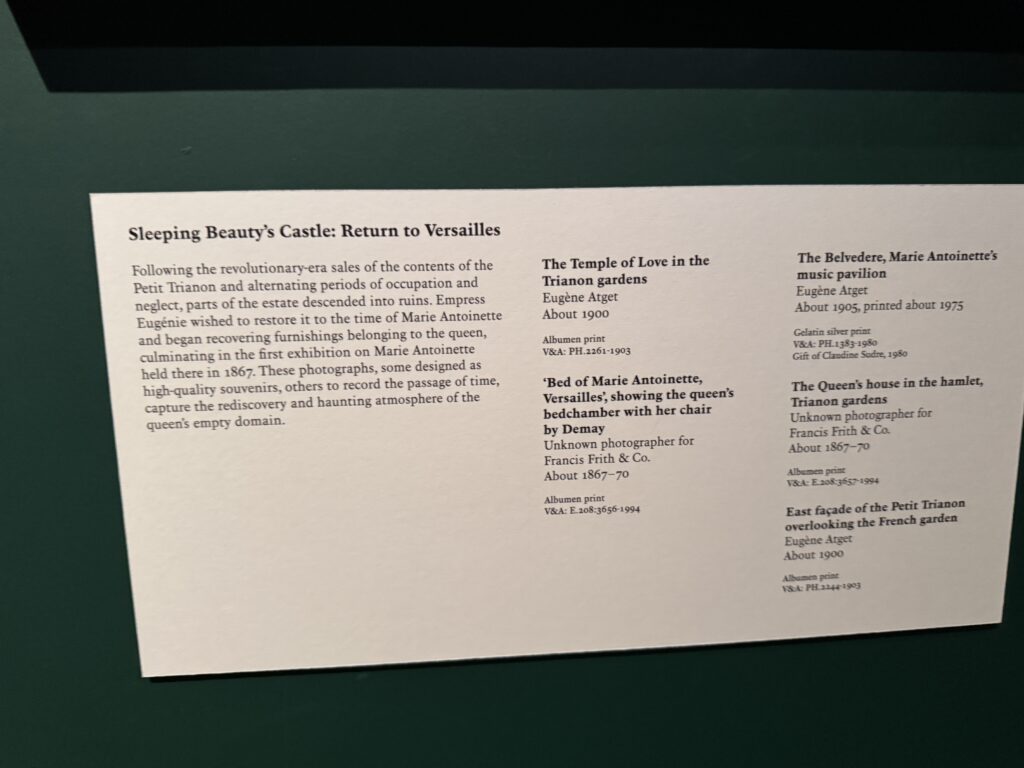 Sleeping Beauty's Castle: Return to Versailles
Following the revolutionary-era sales of the contents of the
Petit Trianon and alternating periods of occupation and
neglect, parts of the estate descended into ruins. Empress
Eugénie wished to restore it to the time of Marie Antoinette
and began recovering furnishings belonging to the queen,
culminating in the first exhibition on Marie Antoinette
held there in 1867. These photographs, some designed as
high-quality souvenirs, others to record the passage of time,
capture the rediscovery and haunting atmosphere of the
queen's empty domain.
The Temple of Love in the
Trianon gardens
Eugène Atget
About 1900
Albumen print
V&A: PH.2261-1903
'Bed of Marie Antoinette,
Versailles', showing the queen's
bedchamber with her chair
by Demay
Unknown photographer for
Francis Frith & Co.
About 1867–70
Albumen print
V&A: E.208:3656-1994
The Belvedere, Marie Antoinette's
music pavilion
Eugène Atget
About 1905, printed about 1975
Gelatin silver print
V&A: PH.1383-1980
Gift of Claudine Sudre, 1980
The Queen's house in the hamlet,
Trianon gardens
Unknown photographer for
Francis Frith & Co.
About 1867–70
Albumen print
V&A: E.208:3657-1994
East façade of the Petit Trianon
overlooking the French garden
Eugène Atget
About 1900
Albumen print
V&A: PH.2244-1903